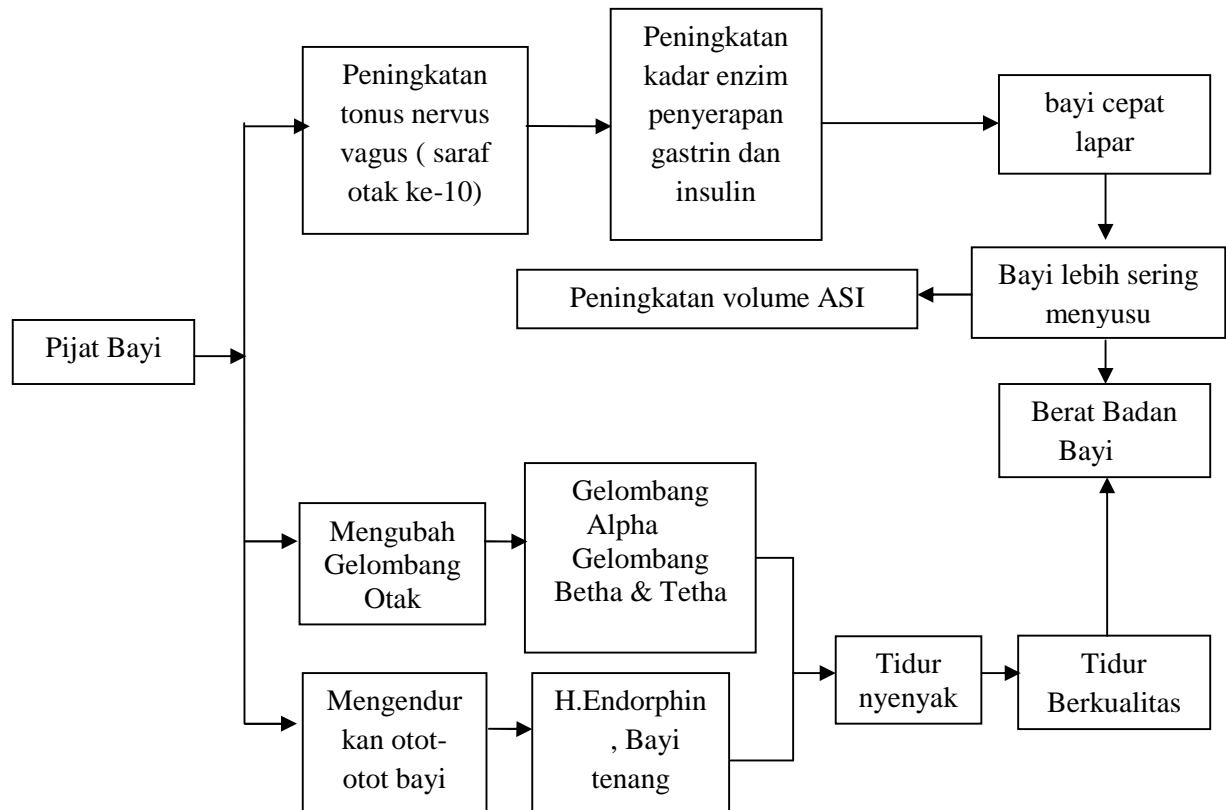 Pijat Bayi
Peningkatan
tonus nervus
vagus ( saraf
otak ke-10)
Peningkatan
kadar enzim
penyerapan
gastrin dan
insulin
bayi cepat
lapar
Bayi lebih sering
menyusu
Peningkatan volume ASI
Berat Badan
Bayi
Mengubah
Gelombang
Otak
Gelombang
Alpha
Gelombang
Betha & Tetha
Mengendur
kan otot-
otot bayi
H.Endorphin
, Bayi
tenang
Tidur
nyenyak
Tidur
Berkualitas